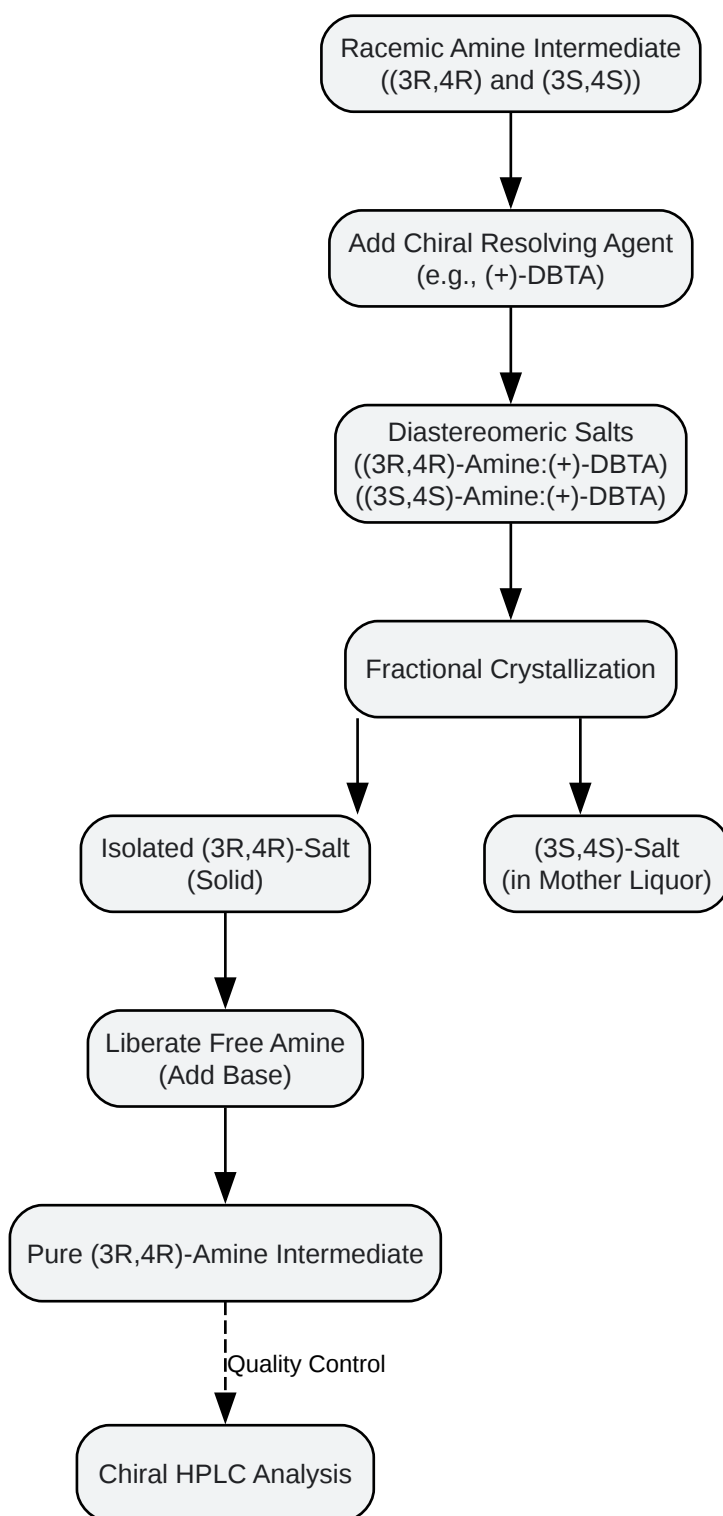 Racemic Amine Intermediate
((3R,4R) and (3S,4S))
Add Chiral Resolving Agent
(e.g., (+)-DBTA)
Diastereomeric Salts
((3R,4R)-Amine:(+)-DBTA)
((3S,4S)-Amine:(+)-DBTA)
Fractional Crystallization
Isolated (3R,4R)-Salt
(Solid)
(3S,4S)-Salt
(in Mother Liquor)
Liberate Free Amine
(Add Base)
Pure (3R,4R)-Amine Intermediate
Quality Control
Chiral HPLC Analysis